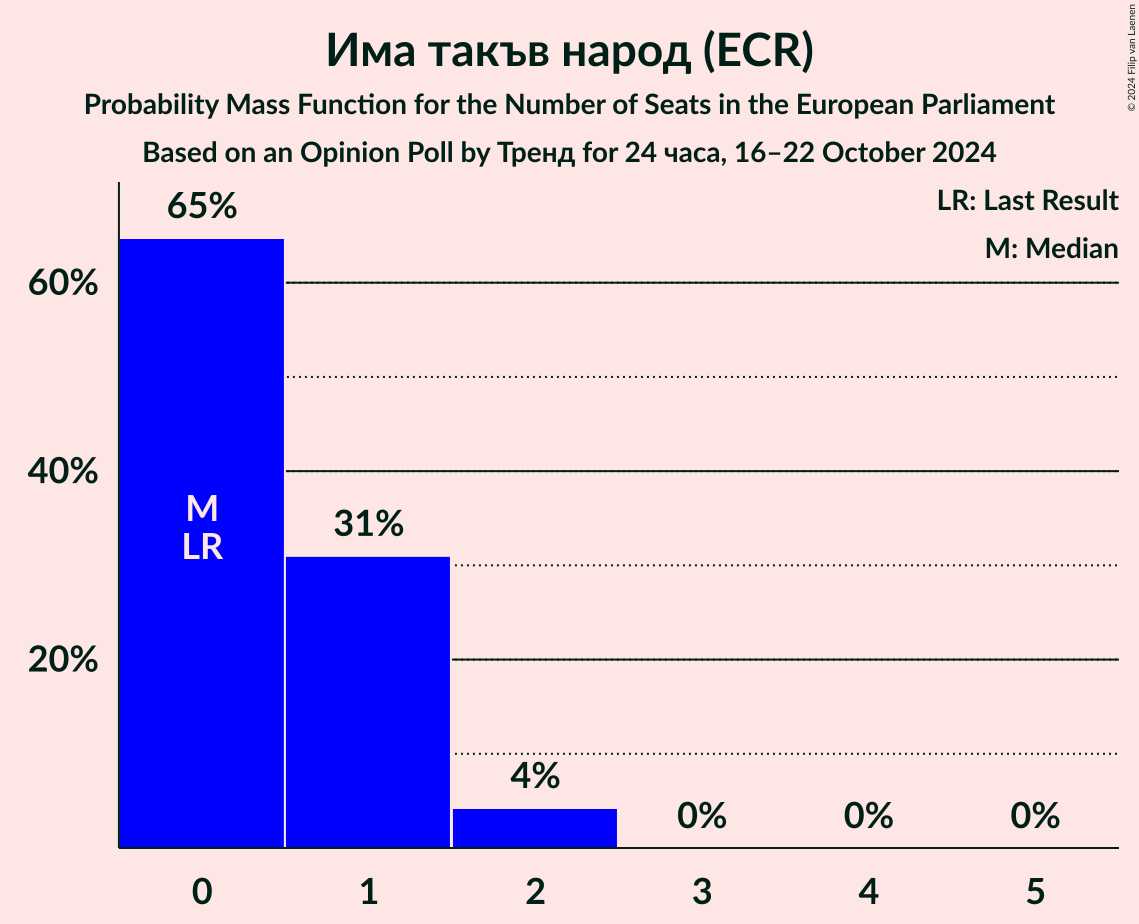 Има такъв народ (ECR)
Probability Mass Function for the Number of Seats in the European Parliament
Based on an Opinion Poll by Тренд for 24 часа, 16–22 October 2024
© 2024 Filip van Laenen
LR: Last Result
M: Median
65%
60%
40%
20%
M
LR
31%
4%
0%
0%
0%
0
1
2
3
4
5